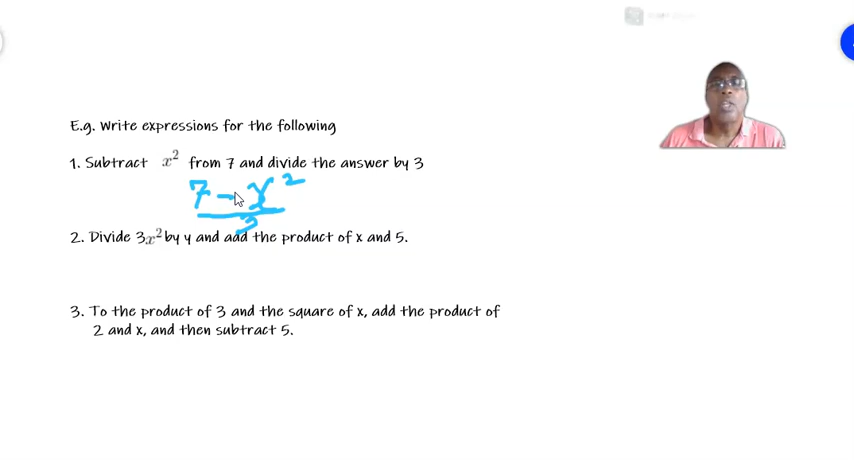 E.g. Write expressions for the following
1. Subtract x² from 7 and divide the answer by 3
7 - x²
3
2. Divide 3x² by y and add the product of x and 5.
3. To the product of 3 and the square of x, add the product of
2 and x, and then subtract 5.